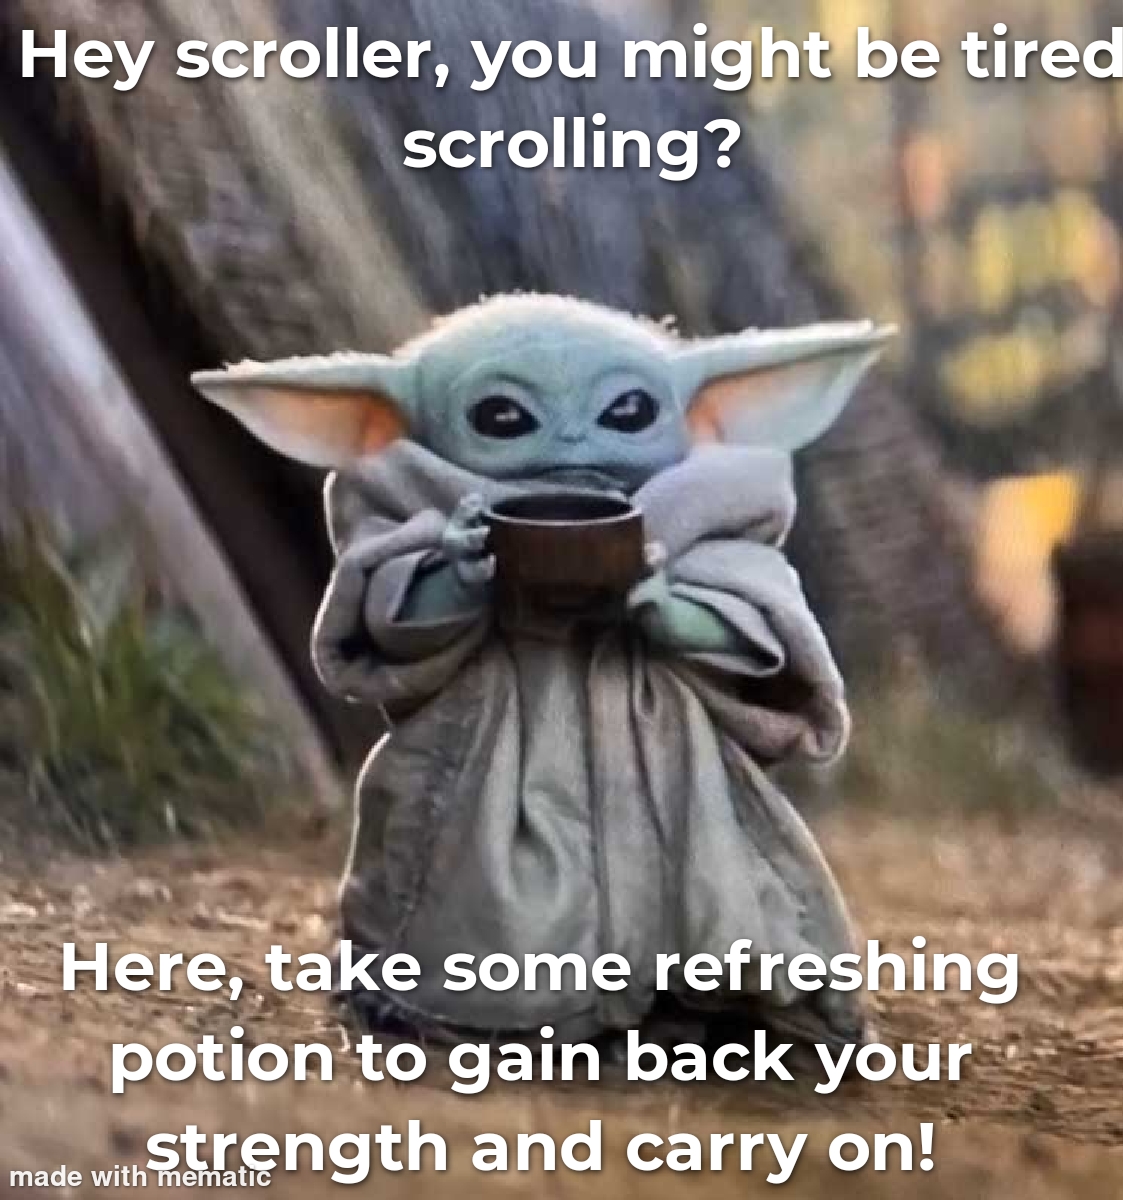 Hey scroller, you might be tired
scrolling?
Here, take some refreshing
potion to gain back your
strength and carry on!
made with mematic